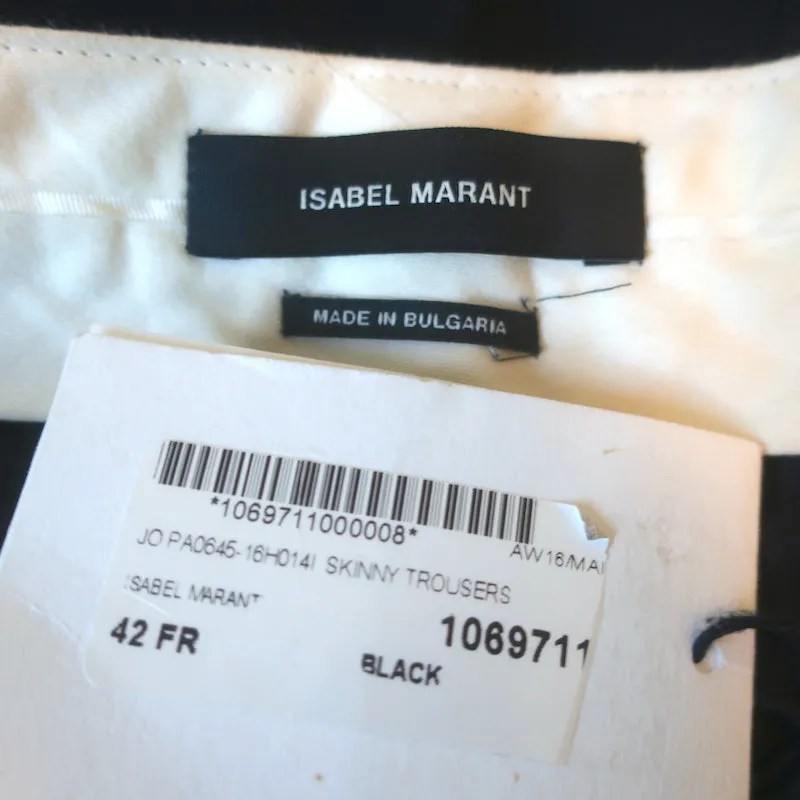 ISABEL MARANT
MADE IN BULGARIA
*1069711000008*
AW16/MAI
JO PA0645-16H014I SKINNY TROUSERS
ISABEL MARANT
42 FR
1069711
BLACK